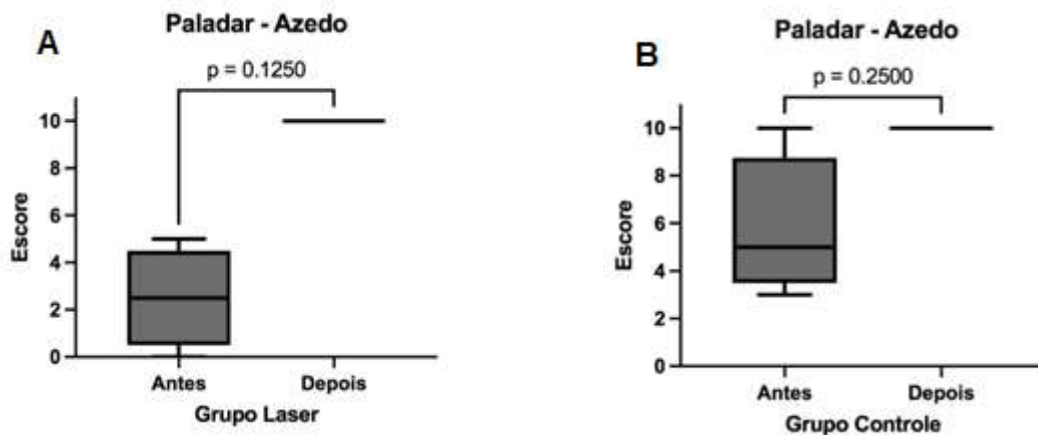 A
Paladar - Azedo
p = 0.1250
10
8
6
4
2
0
Escore
Antes Depois
Grupo Laser
B
Paladar - Azedo
p = 0.2500
10
8
6
4
2
0
Escore
Antes Depois
Grupo Controle